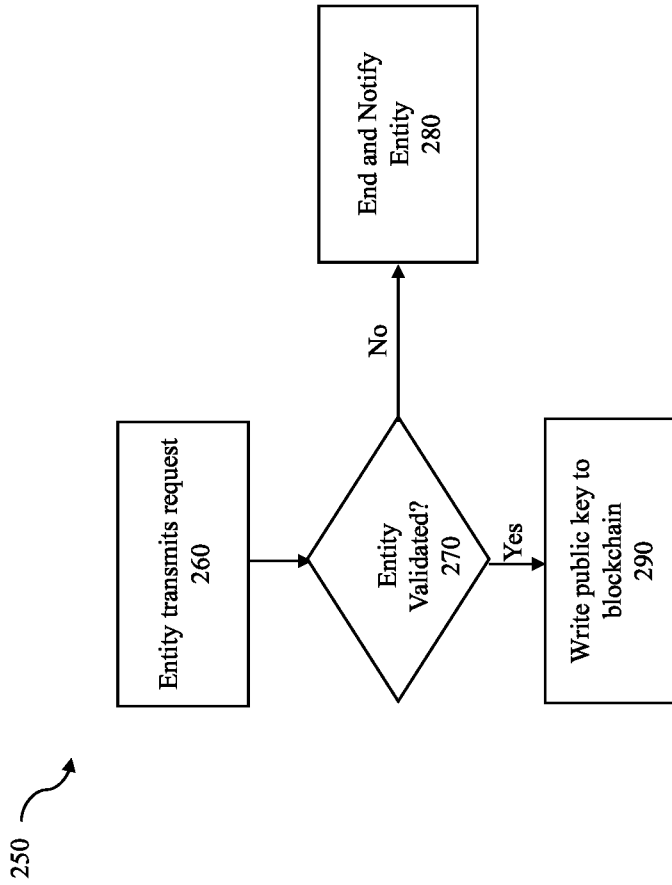 250
Entity transmits request
260
Entity
Validated?
270
No
End and Notify
Entity
280
Yes
Write public key to
blockchain
290